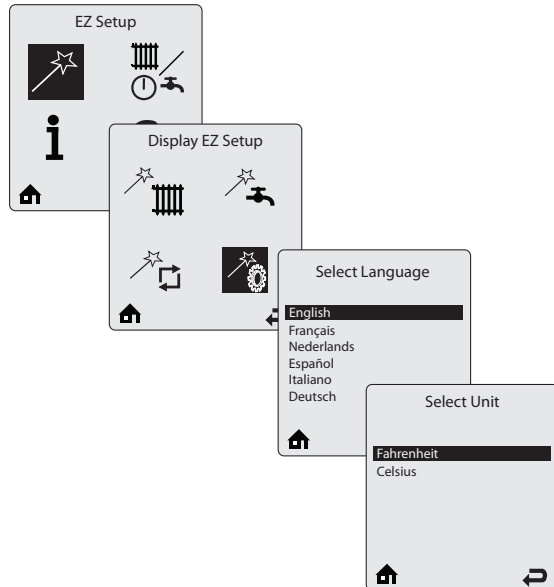 EZ Setup
Display EZ Setup
Select Language
English
Français
Nederlands
Español
Italiano
Deutsch
Select Unit
Fahrenheit
Celsius